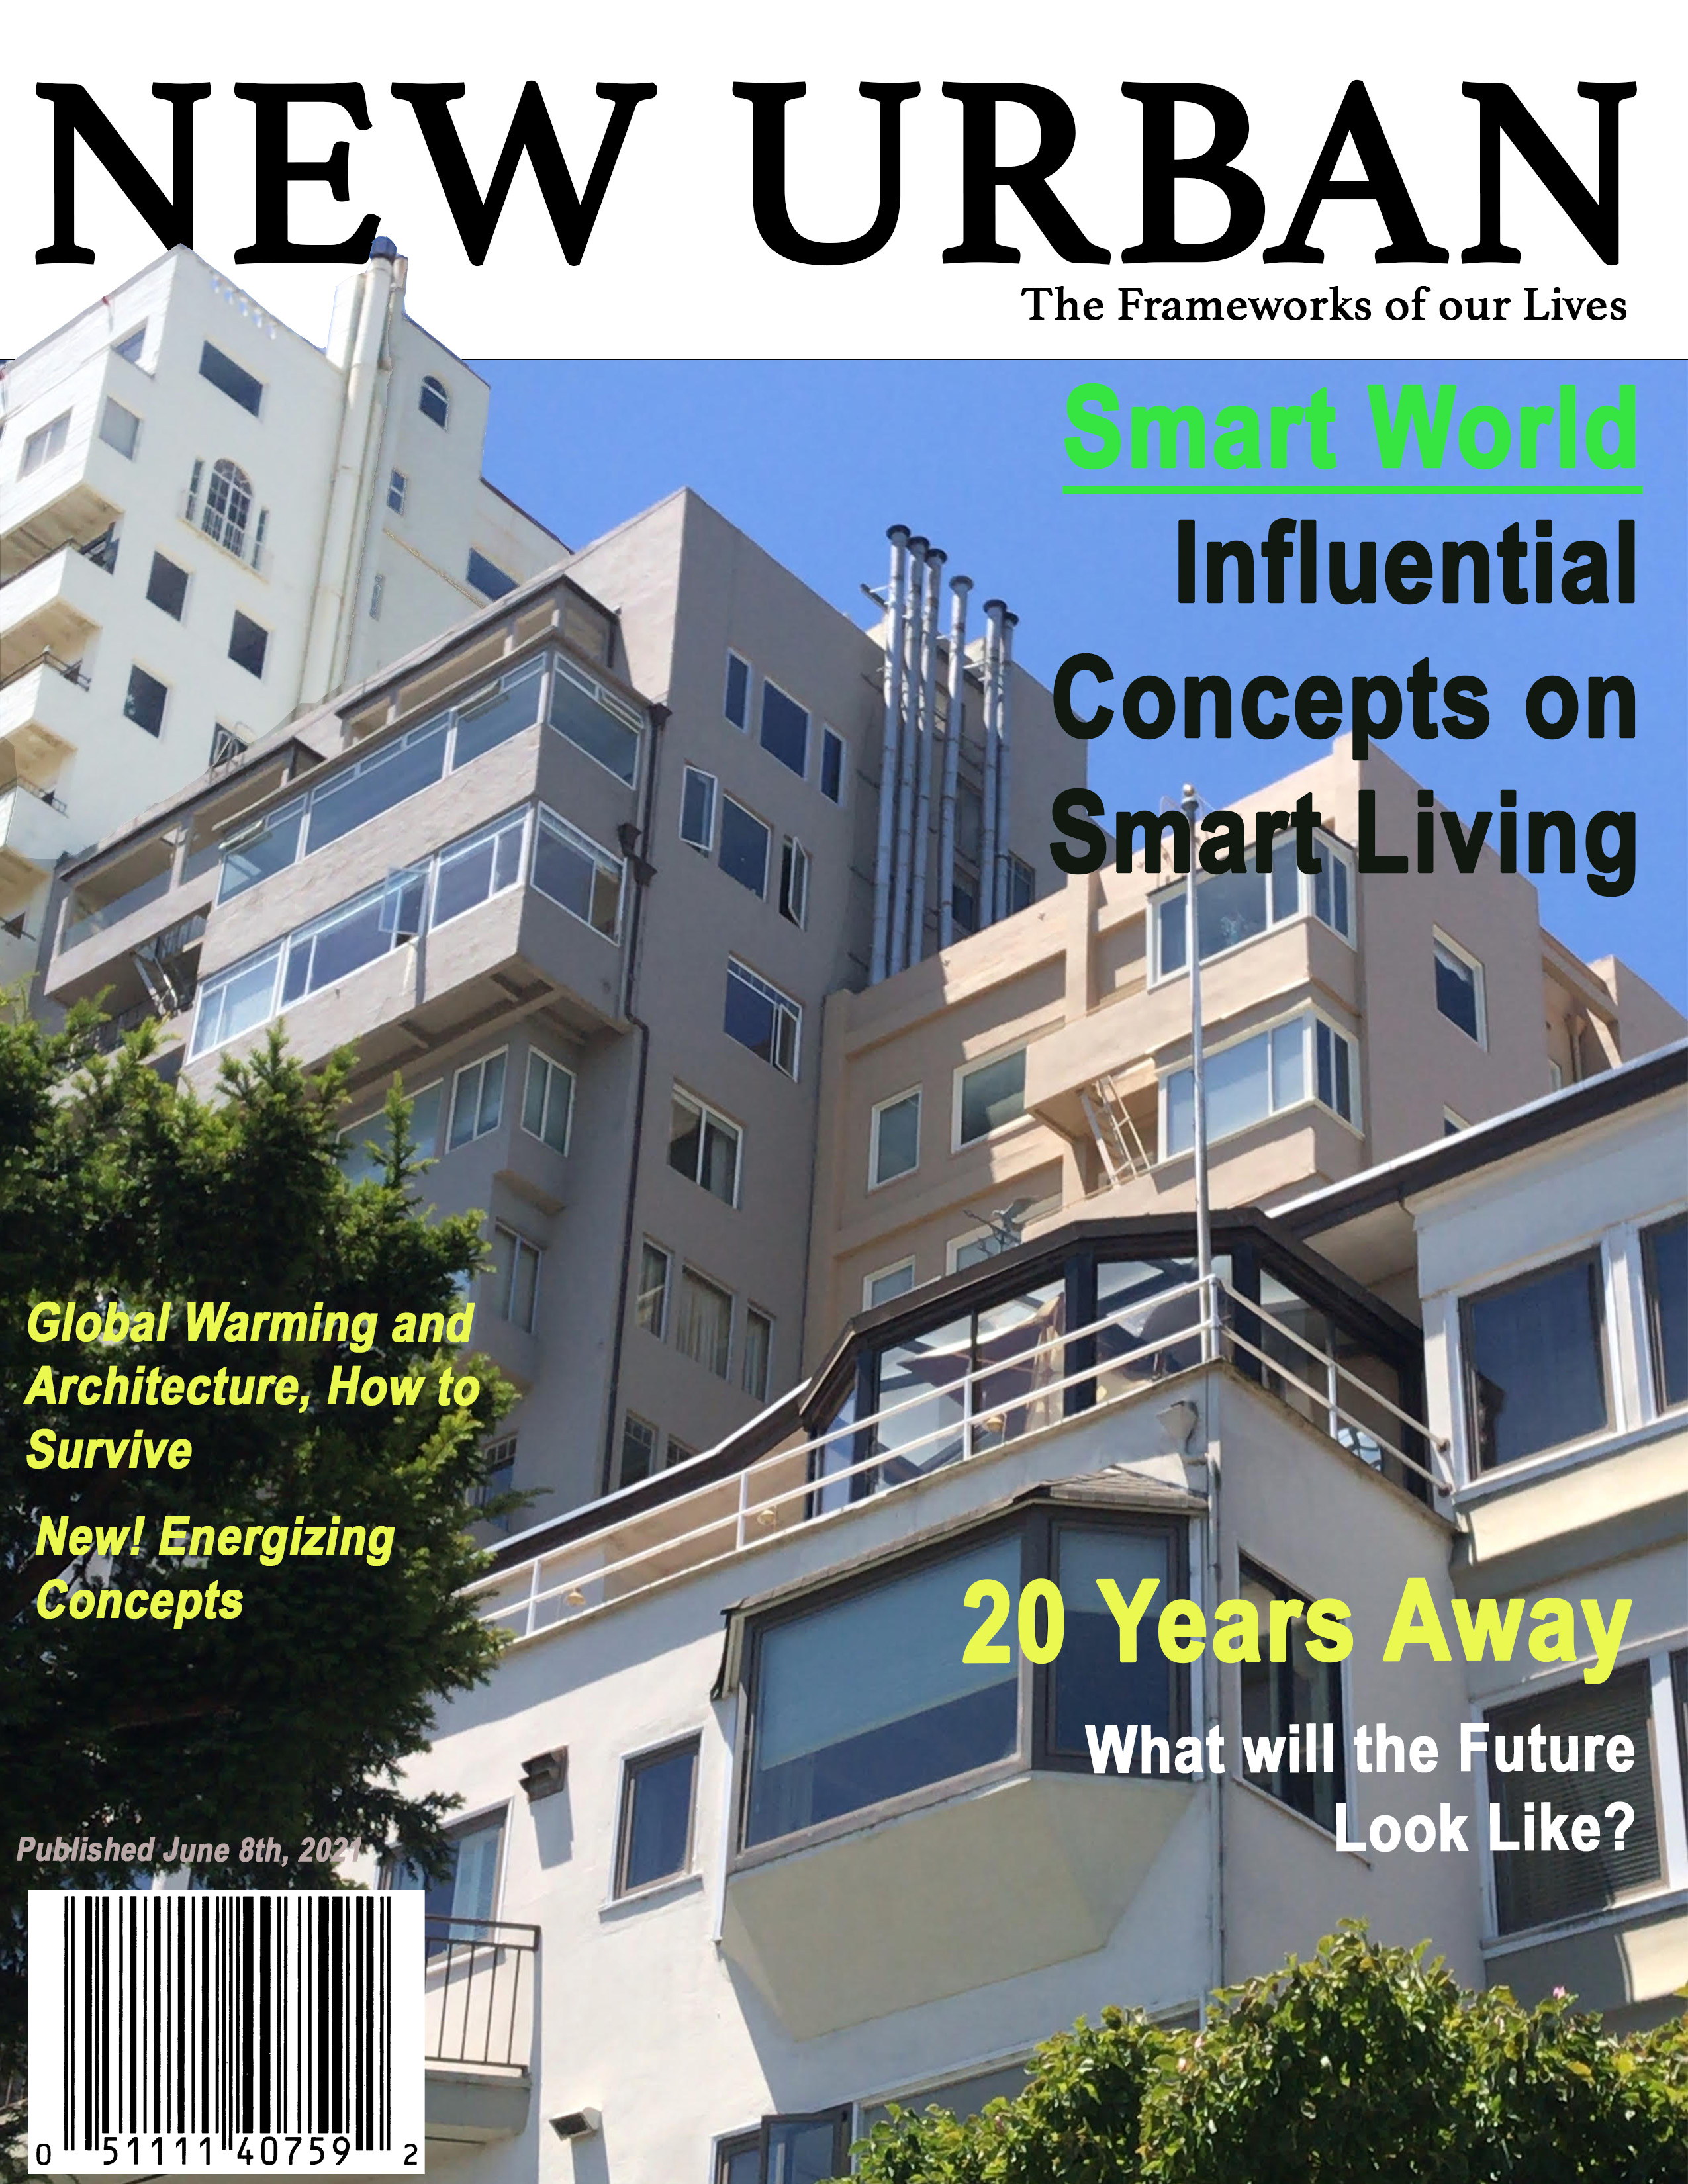 NEW URBAN
The Frameworks of our Lives
Smart World
Influential
Concepts on
Smart Living
Global Warming and
Architecture, How to
Survive
New! Energizing
Concepts
20 Years Away
What will the Future
Look Like?
Published June 8th, 2021
0 51111 40759 2